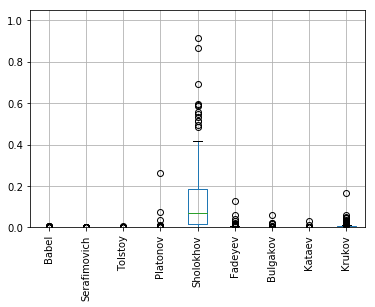 1.0
0.8
0.6
0.4
0.2
0.0
Babel
Serafimovich
Tolstoy
Platonov
Sholokhov
Fadeyev
Bulgakov
Kataev
Krukov